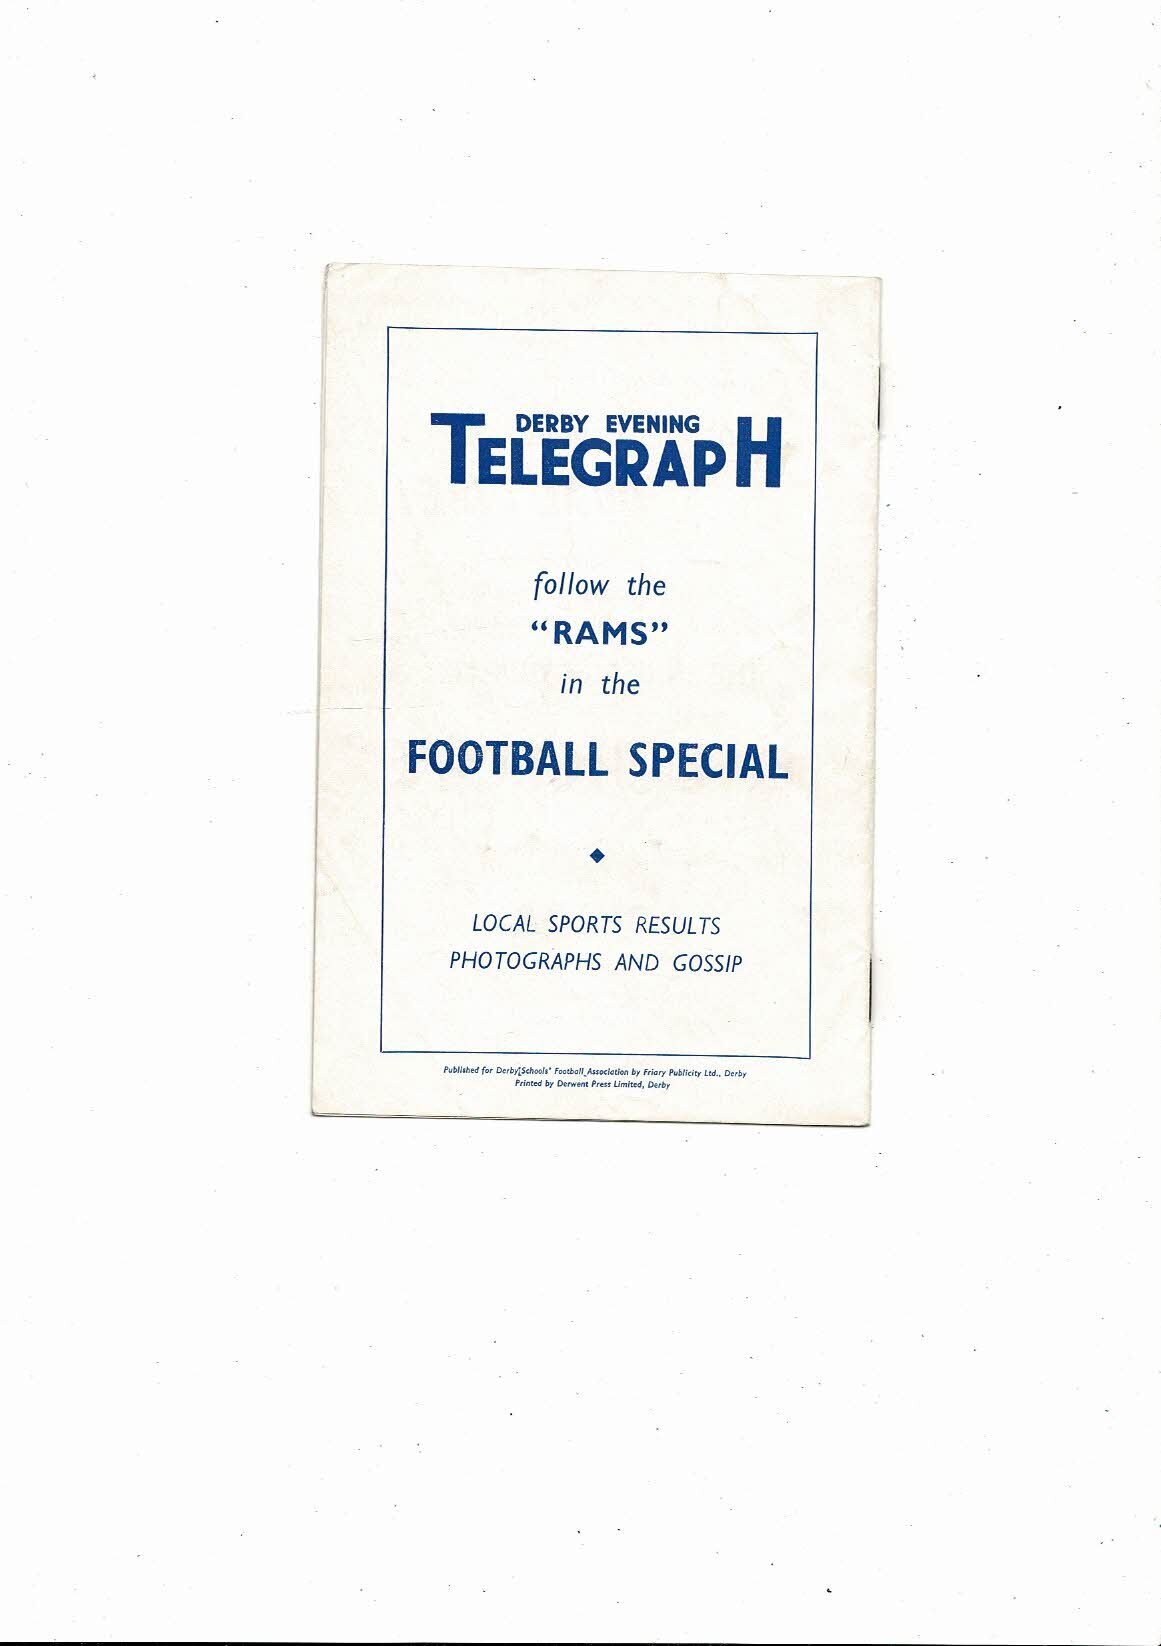 DERBY EVENING
TELEGRAPH
follow the
"RAMS"
in the
FOOTBALL SPECIAL
LOCAL SPORTS RESULTS
PHOTOGRAPHS AND GOSSIP
Published for Derby Schools' Football Association by Friary Publicity Ltd., Derby
Printed by Derwent Press Limited, Derby